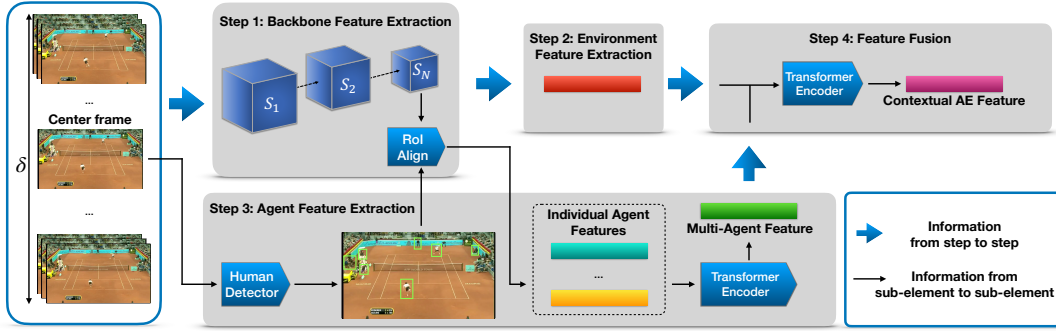 δ
...
Center frame
...
Step 1: Backbone Feature Extraction
S1
S2
SN
RoI
Align
Step 2: Environment
Feature Extraction
Step 4: Feature Fusion
Transformer
Encoder
Contextual AE Feature
Step 3: Agent Feature Extraction
Human
Detector
Individual Agent
Features
...
Multi-Agent Feature
Transformer
Encoder
Information
from step to step
Information from
sub-element to sub-element